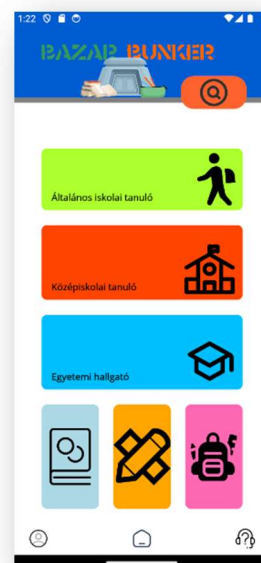 1:22
BAZAR BUNKER
Általános iskolai tanuló
Középiskolai tanuló
Egyetemi hallgató